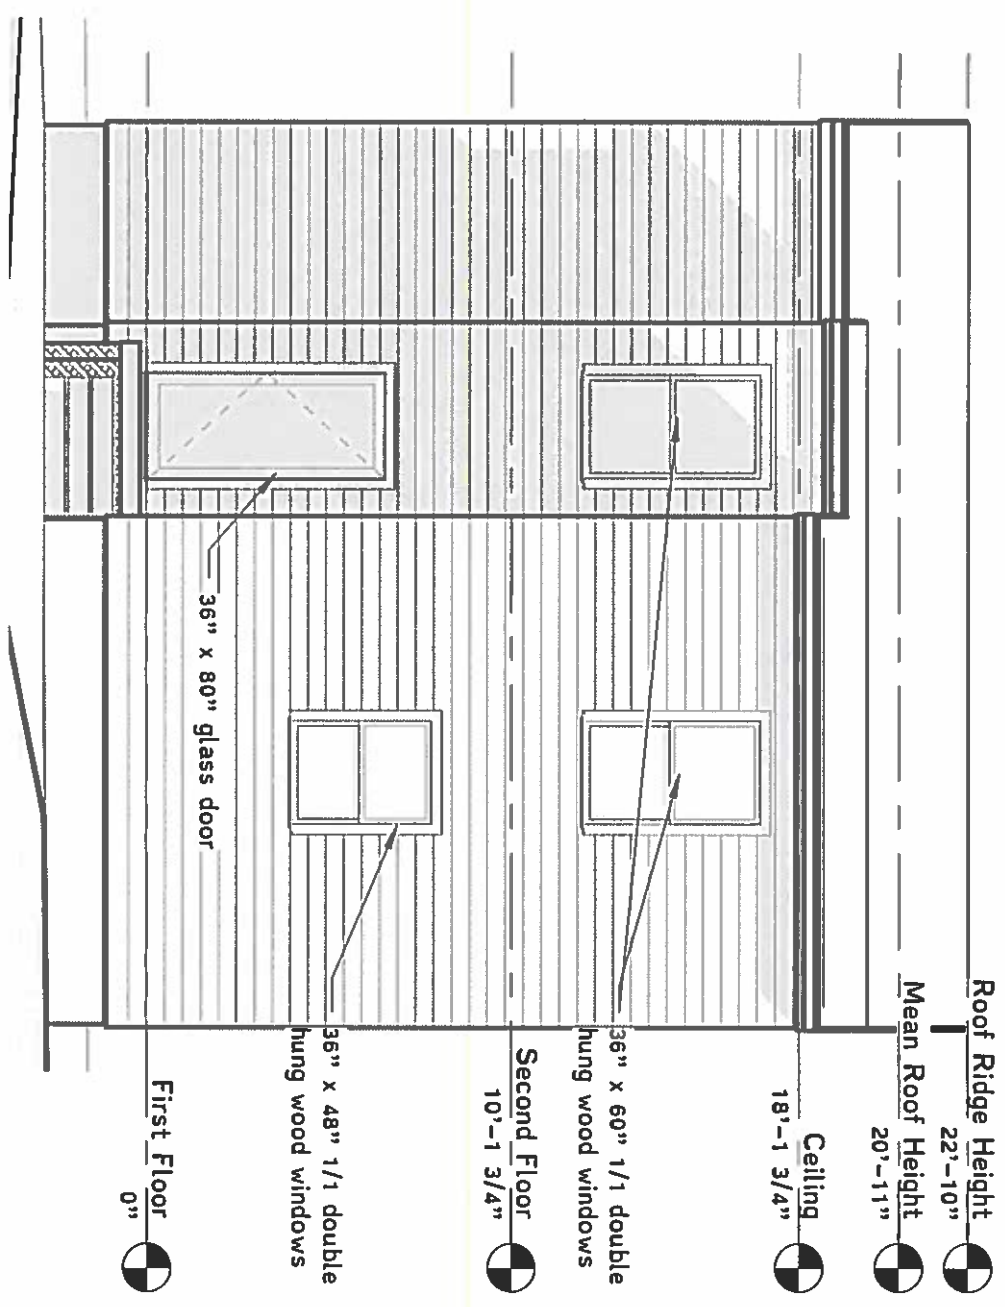 Roof Ridge Height
22'-10"
Mean Roof Height
20'-11"
Ceiling
18'-1 3/4"
36" x 60" 1/1 double
hung wood windows
Second Floor
10'-1 3/4"
36" x 48" 1/1 double
hung wood windows
36" x 80" glass door
First Floor
0"